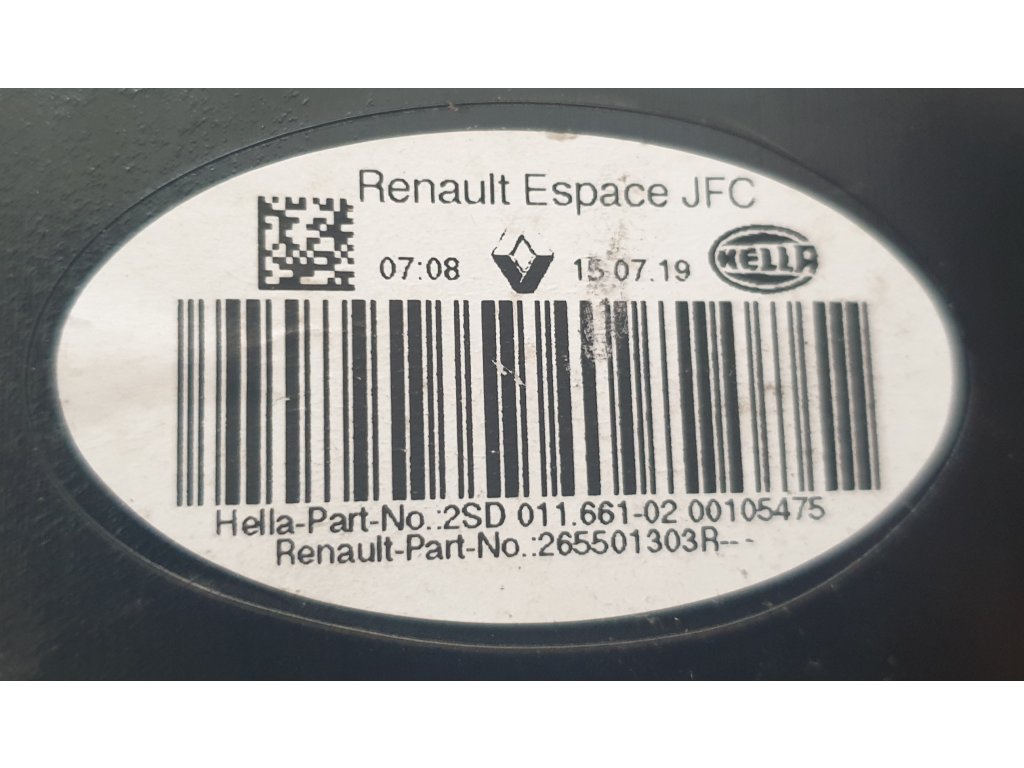 Renault Espace JFC
07:08 15.07.19 HELLA
Hella-Part-No.:2SD 011.661-02 00105475
Renault-Part-No.:265501303R---